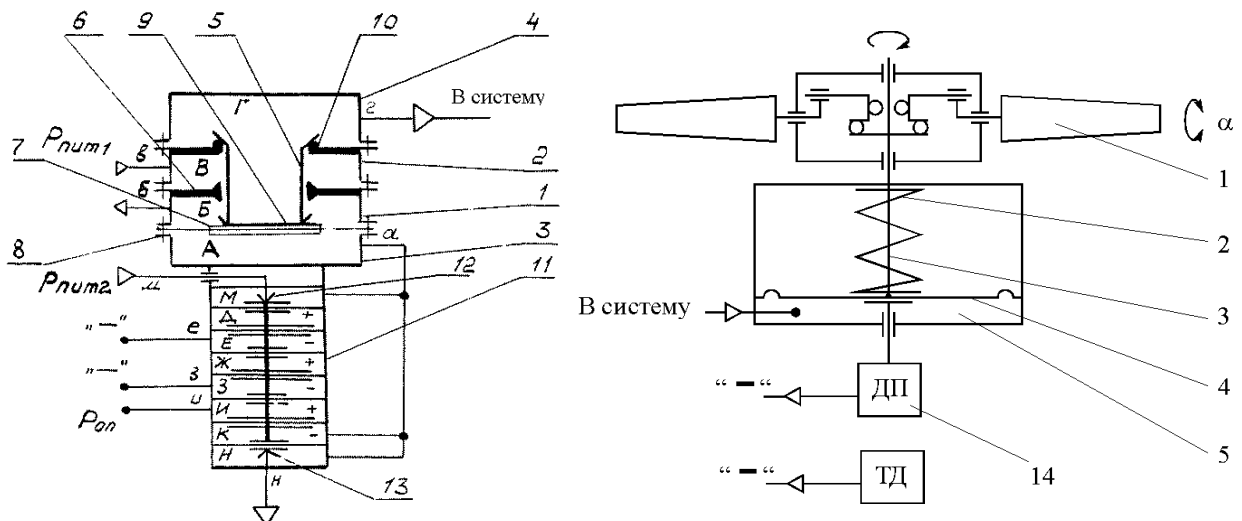 6 9 5 10 4
Г
г
В систему
7
Pпит1
в
В
2
б
Б
1
а
А
3
8
12
11
Pпит2
м
М
"—" е
Д +
Е -
Ж +
"—" з
З -
Pоп и
И +
К -
Н
н
13
α
1
2
3
В систему
4
"-"
ДП
5
14
"-"
ТД